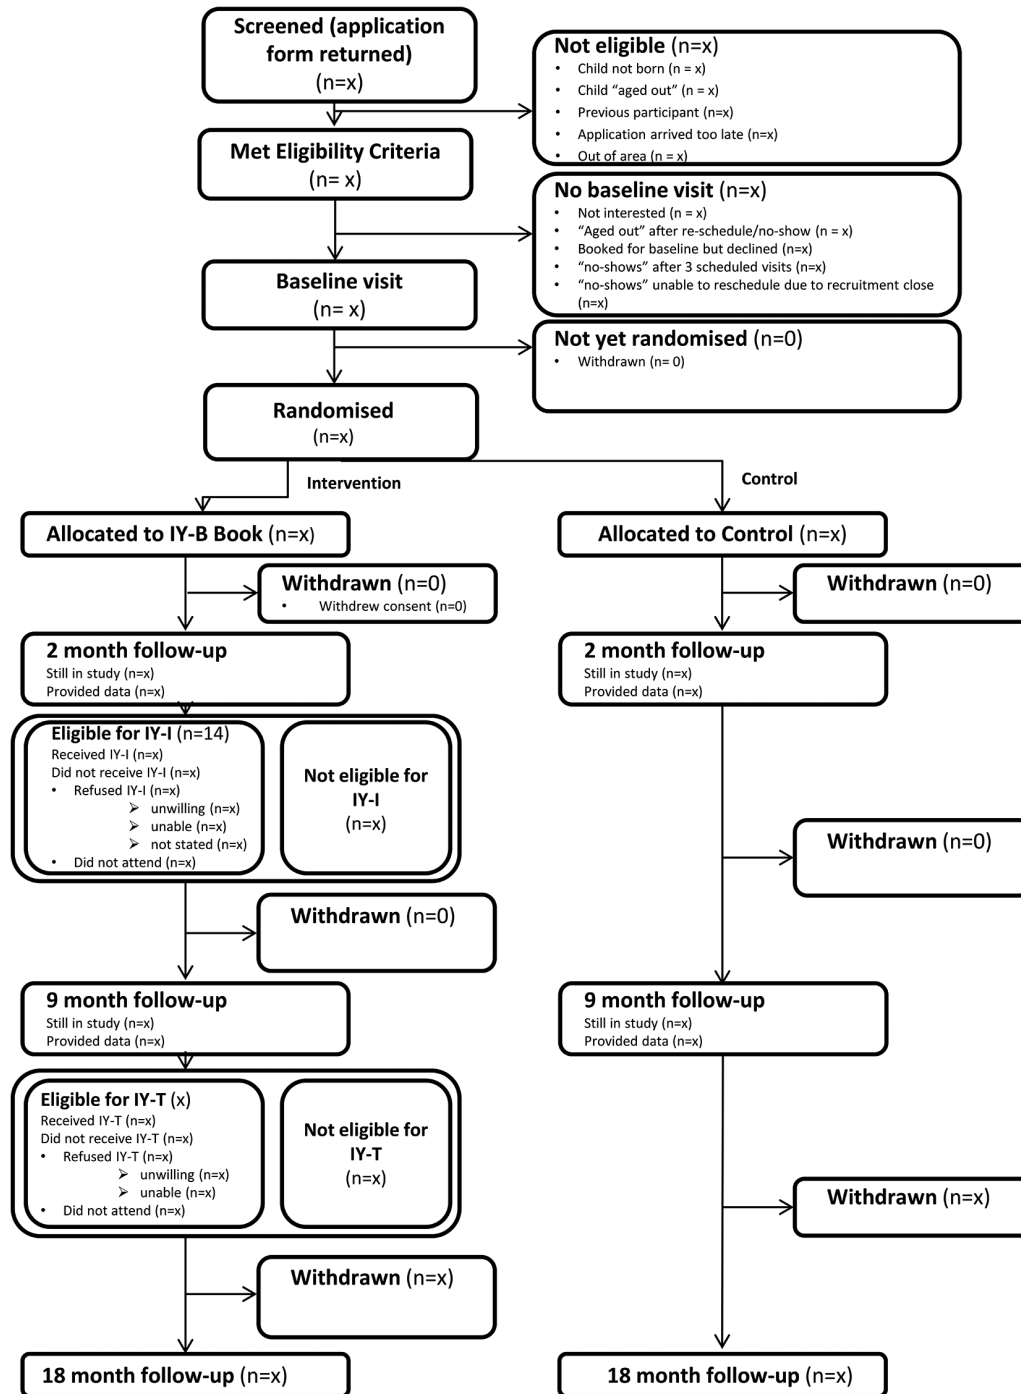 Screened (application
form returned)
(n=x)
Not eligible (n=x)
• Child not born (n = x)
• Child “aged out” (n = x)
• Previous participant (n=x)
• Application arrived too late (n=x)
• Out of area (n = x)
Met Eligibility Criteria
(n= x)
No baseline visit (n=x)
• Not interested (n = x)
• “Aged out” after re-schedule/no-show (n = x)
• Booked for baseline but declined (n=x)
• “no-shows” after 3 scheduled visits (n=x)
• “no-shows” unable to reschedule due to recruitment close
(n=x)
Baseline visit
(n= x)
Not yet randomised (n=0)
• Withdrawn (n= 0)
Randomised
(n=x)
Intervention
Control
Allocated to IY-B Book (n=x)
Allocated to Control (n=x)
Withdrawn (n=0)
• Withdrew consent (n=0)
Withdrawn (n=0)
2 month follow-up
Still in study (n=x)
Provided data (n=x)
2 month follow-up
Still in study (n=x)
Provided data (n=x)
Eligible for IY-I (n=14)
Received IY-I (n=x)
Did not receive IY-I (n=x)
• Refused IY-I (n=x)
➢ unwilling (n=x)
➢ unable (n=x)
➢ not stated (n=x)
• Did not attend (n=x)
Not eligible for
IY-I
(n=x)
Withdrawn (n=0)
Withdrawn (n=0)
9 month follow-up
Still in study (n=x)
Provided data (n=x)
9 month follow-up
Still in study (n=x)
Provided data (n=x)
Eligible for IY-T (x)
Received IY-T (n=x)
Did not receive IY-T (n=x)
• Refused IY-T (n=x)
➢ unwilling (n=x)
➢ unable (n=x)
• Did not attend (n=x)
Not eligible for
IY-T
(n=x)
Withdrawn (n=x)
Withdrawn (n=x)
18 month follow-up (n=x)
18 month follow-up (n=x)